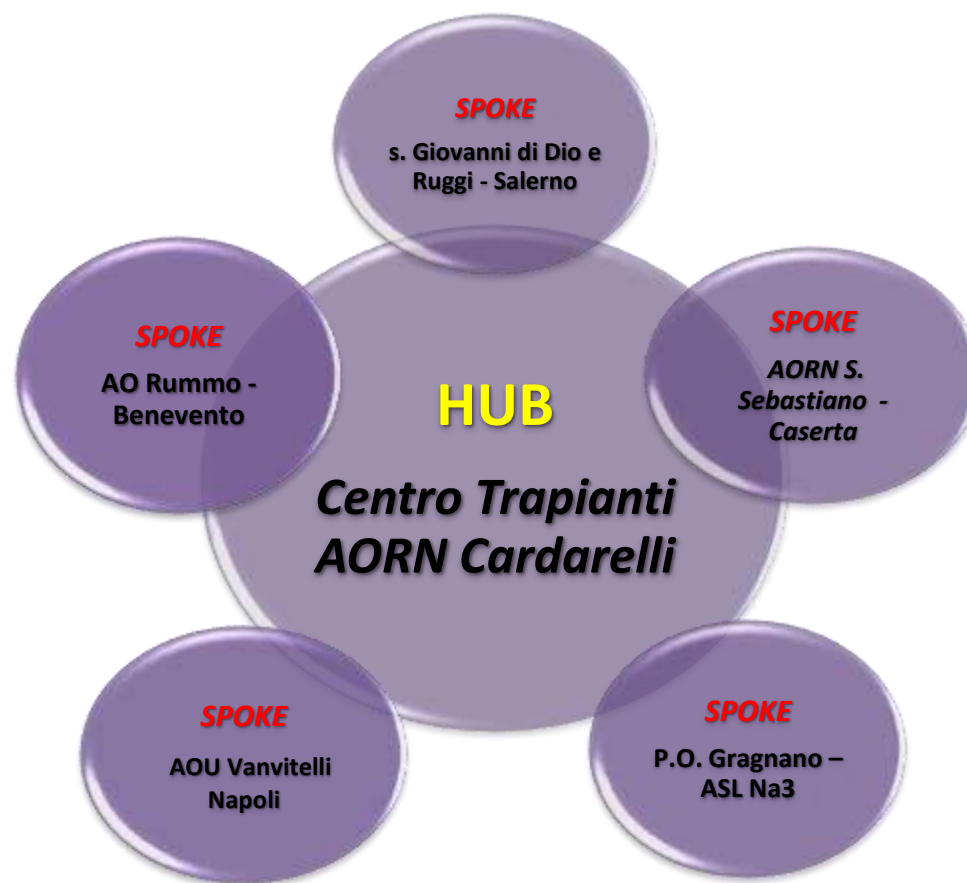 SPOKE
s. Giovanni di Dio e
Ruggi - Salerno
SPOKE
AO Rummo -
Benevento
SPOKE
AORN S.
Sebastiano -
Caserta
HUB
Centro Trapianti
AORN Cardarelli
SPOKE
AOU Vanvitelli
Napoli
SPOKE
P.O. Gragnano –
ASL Na3